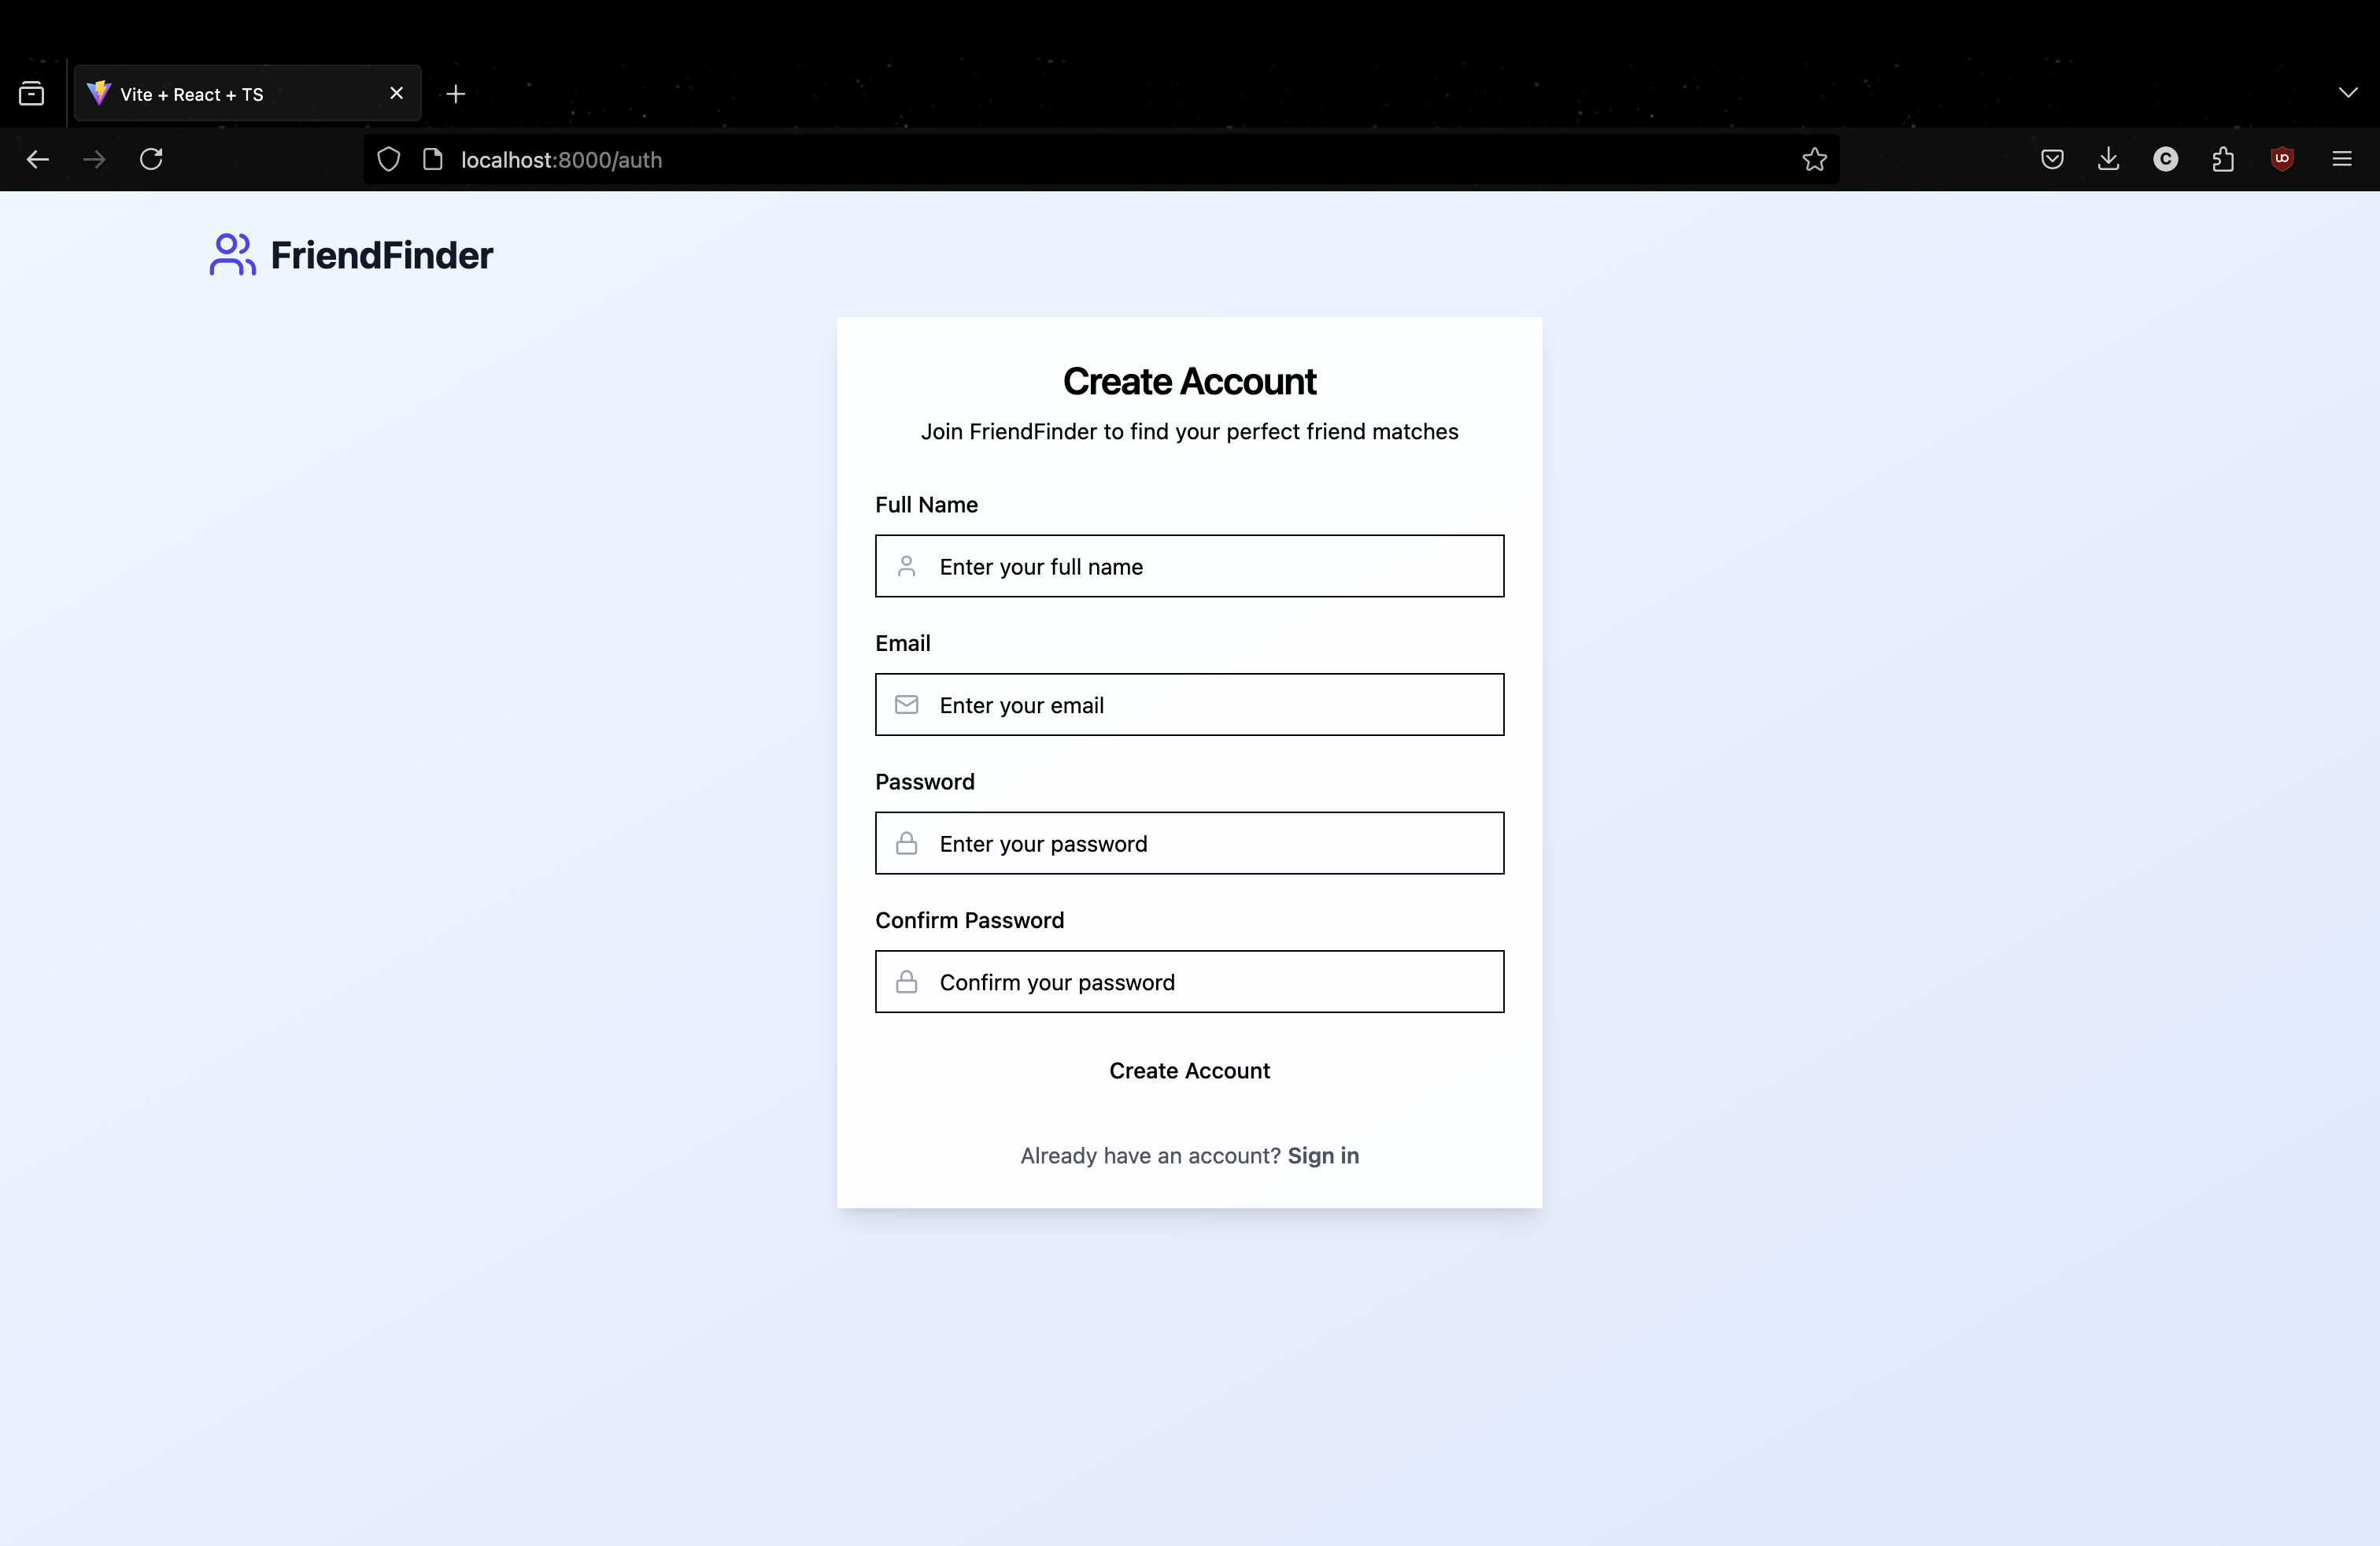 Vite + React + TS
localhost:8000/auth
C
UO
FriendFinder
Create Account
Join FriendFinder to find your perfect friend matches
Full Name
Enter your full name
Email
Enter your email
Password
Enter your password
Confirm Password
Confirm your password
Create Account
Already have an account? Sign in